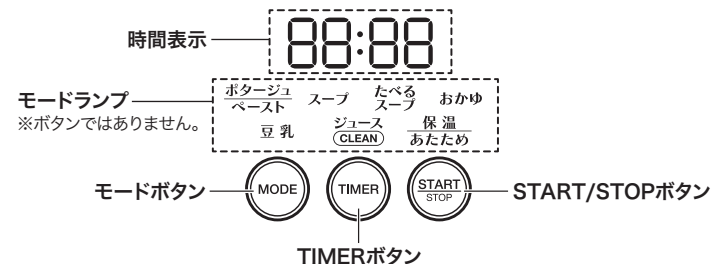 時間表示
88:88
モードランプ
※ボタンではありません。
ポタージュ
ペースト
スープ
たべる
スープ
おかゆ
豆乳
ジュース
CLEAN
保温
あたため
モードボタン
MODE
TIMER
START
STOP
START/STOPボタン
TIMERボタン